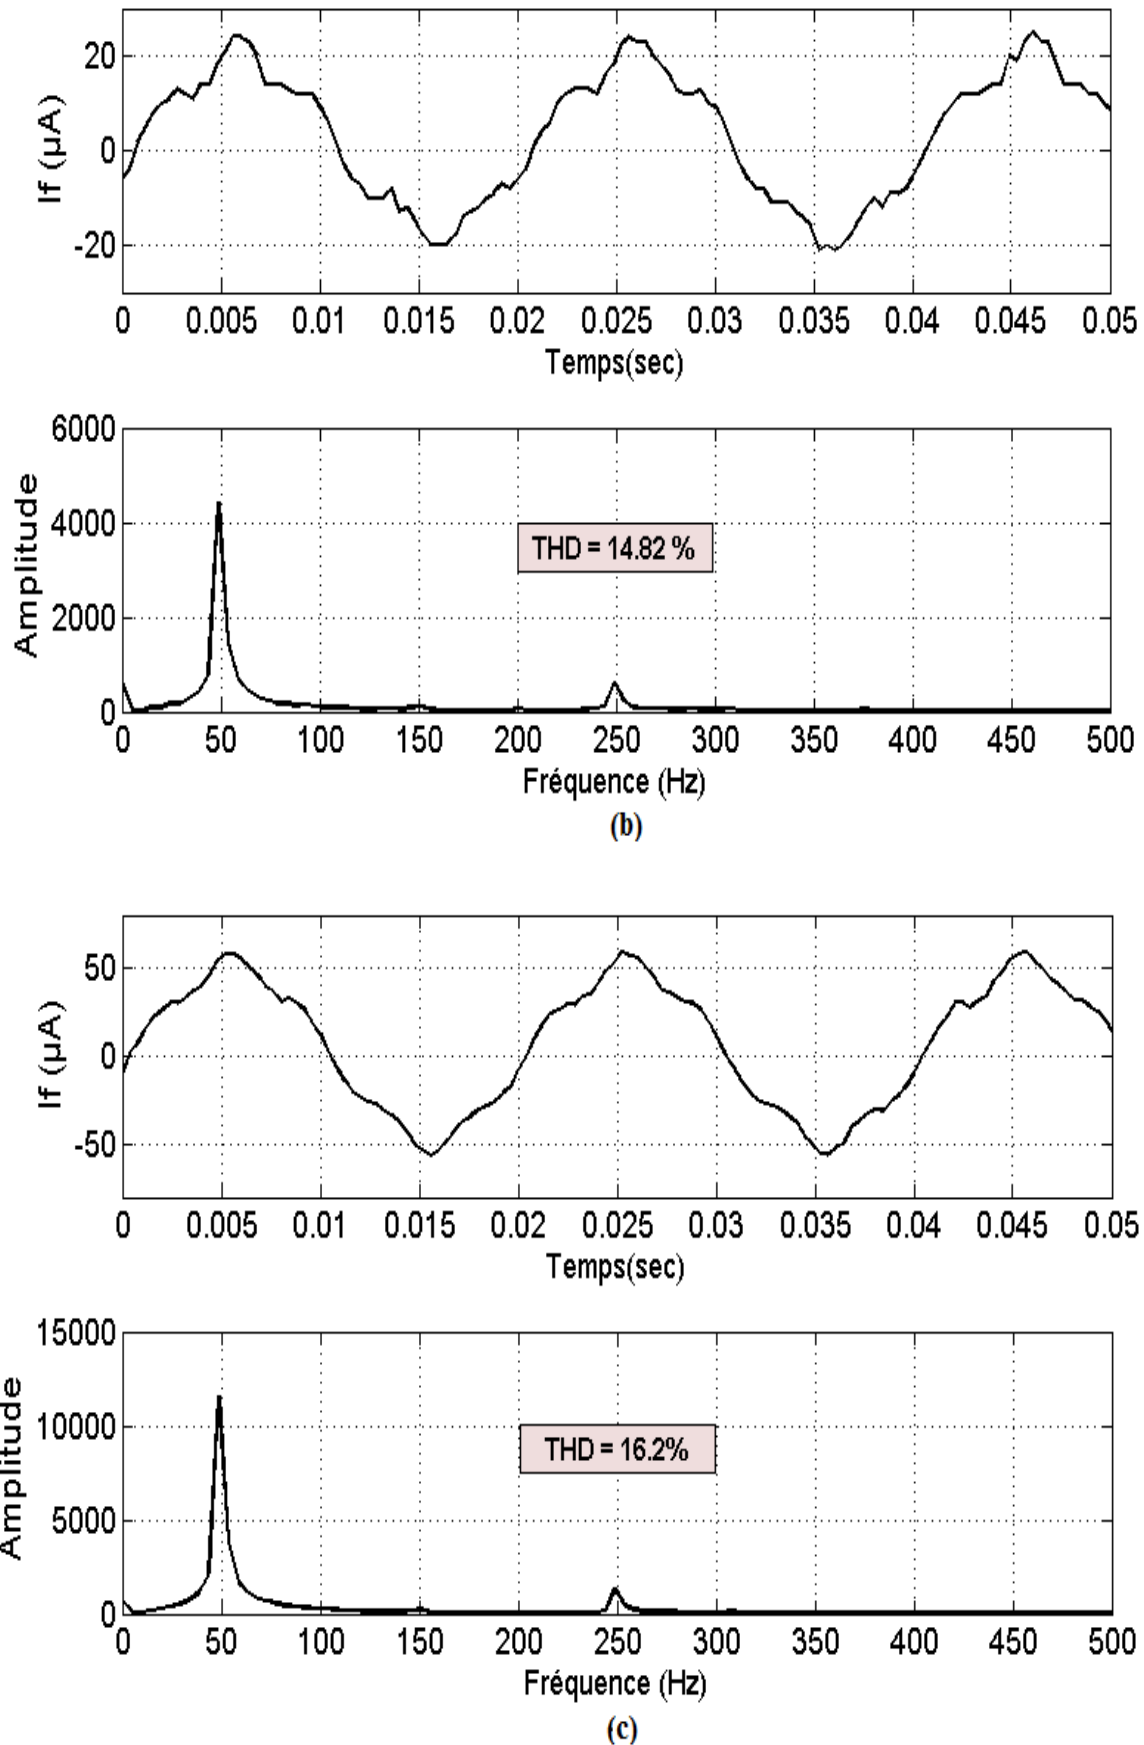 If (µA)
20
0
-20
0 0.005 0.01 0.015 0.02 0.025 0.03 0.035 0.04 0.045 0.05
Temps(sec)
Amplitude
6000
4000
2000
0
THD = 14.82 %
0 50 100 150 200 250 300 350 400 450 500
Fréquence (Hz)
(b)
If (µA)
50
0
-50
0 0.005 0.01 0.015 0.02 0.025 0.03 0.035 0.04 0.045 0.05
Temps(sec)
Amplitude
15000
10000
5000
0
THD = 16.2%
0 50 100 150 200 250 300 350 400 450 500
Fréquence (Hz)
(c)